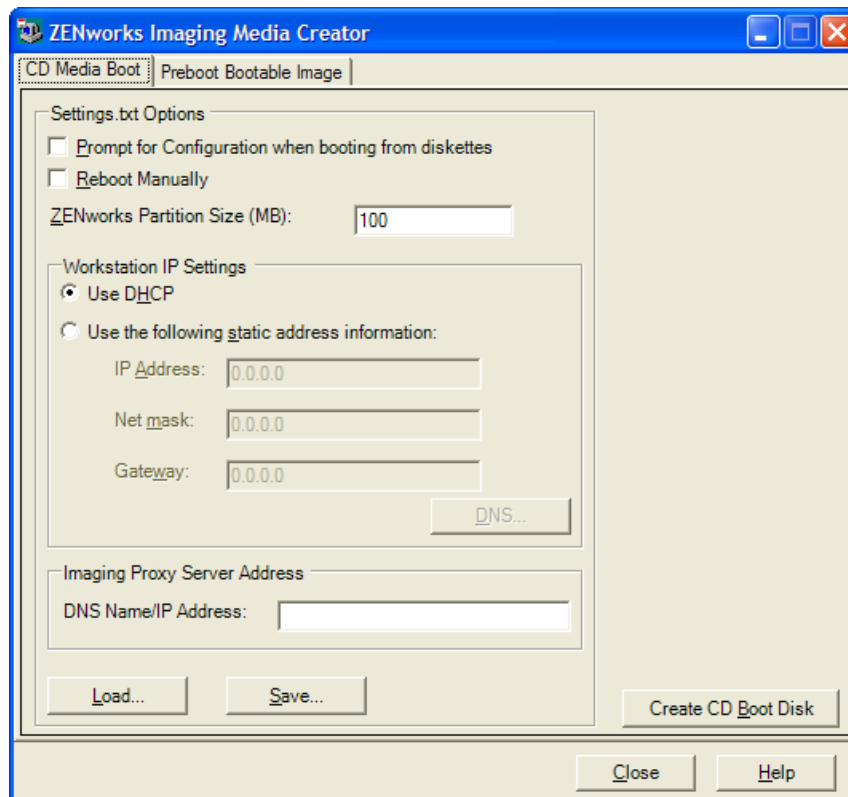 ZENworks Imaging Media Creator
CD Media Boot
Preboot Bootable Image
Settings.txt Options
Prompt for Configuration when booting from diskettes
Reboot Manually
ZENworks Partition Size (MB):
100
Workstation IP Settings
Use DHCP
Use the following static address information:
IP Address:
0.0.0.0
Net mask:
0.0.0.0
Gateway:
0.0.0.0
DNS...
Imaging Proxy Server Address
DNS Name/IP Address:
Load...
Save...
Create CD Boot Disk
Close
Help